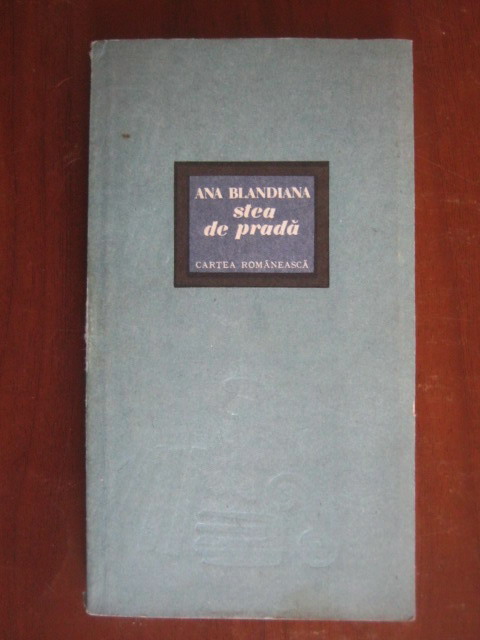 ANA BLANDIANA
stea
de pradă
CARTEA ROMÂNEASCĂ